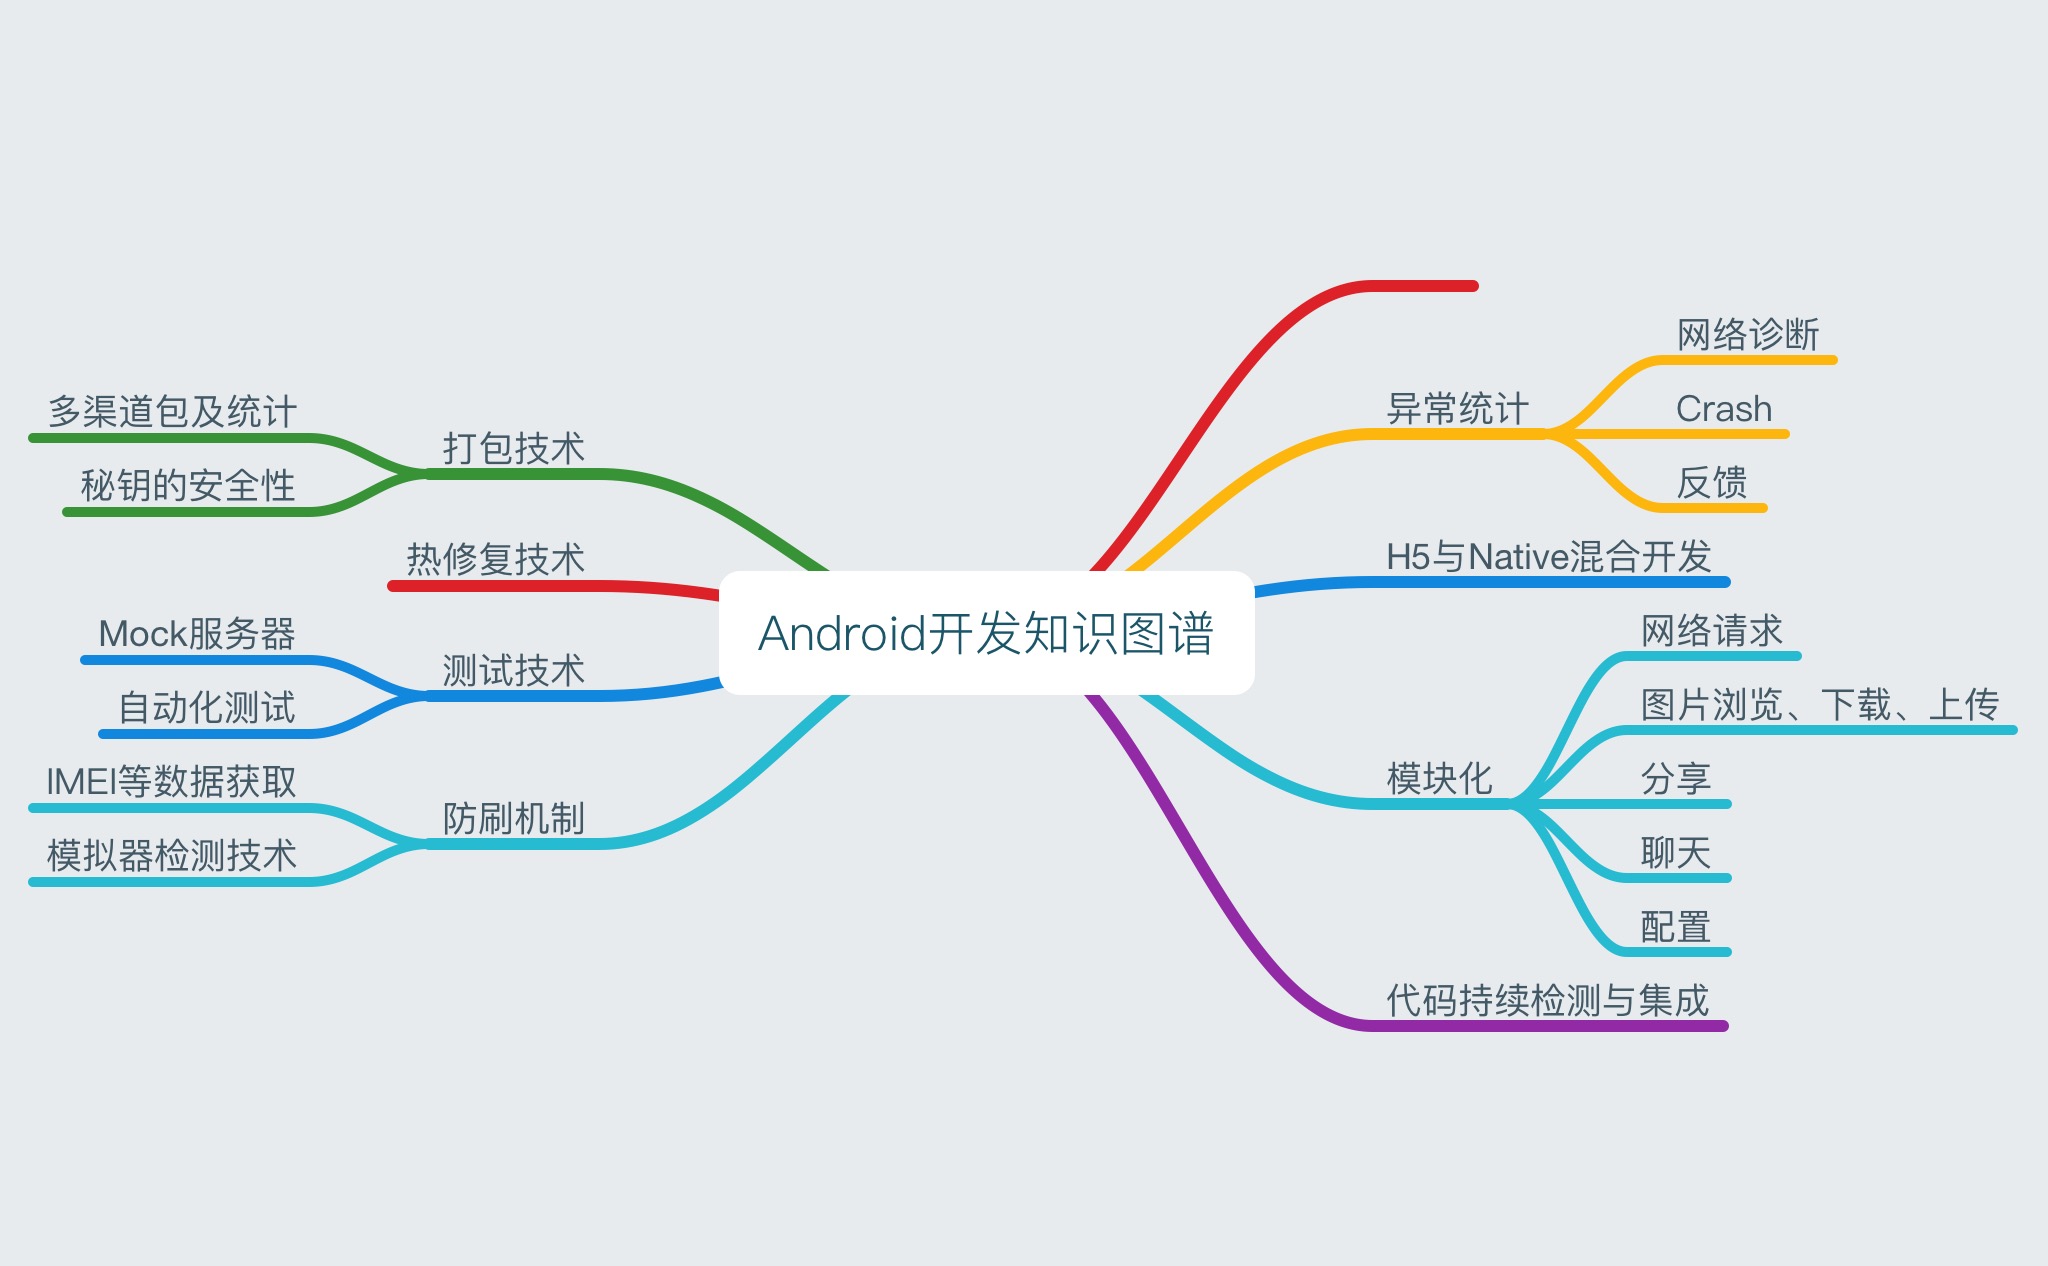 Android开发知识图谱
异常统计
网络诊断
Crash
反馈
H5与Native混合开发
模块化
网络请求
图片浏览、下载、上传
分享
聊天
配置
代码持续检测与集成
打包技术
多渠道包及统计
秘钥的安全性
热修复技术
测试技术
Mock服务器
自动化测试
防刷机制
IMEI等数据获取
模拟器检测技术